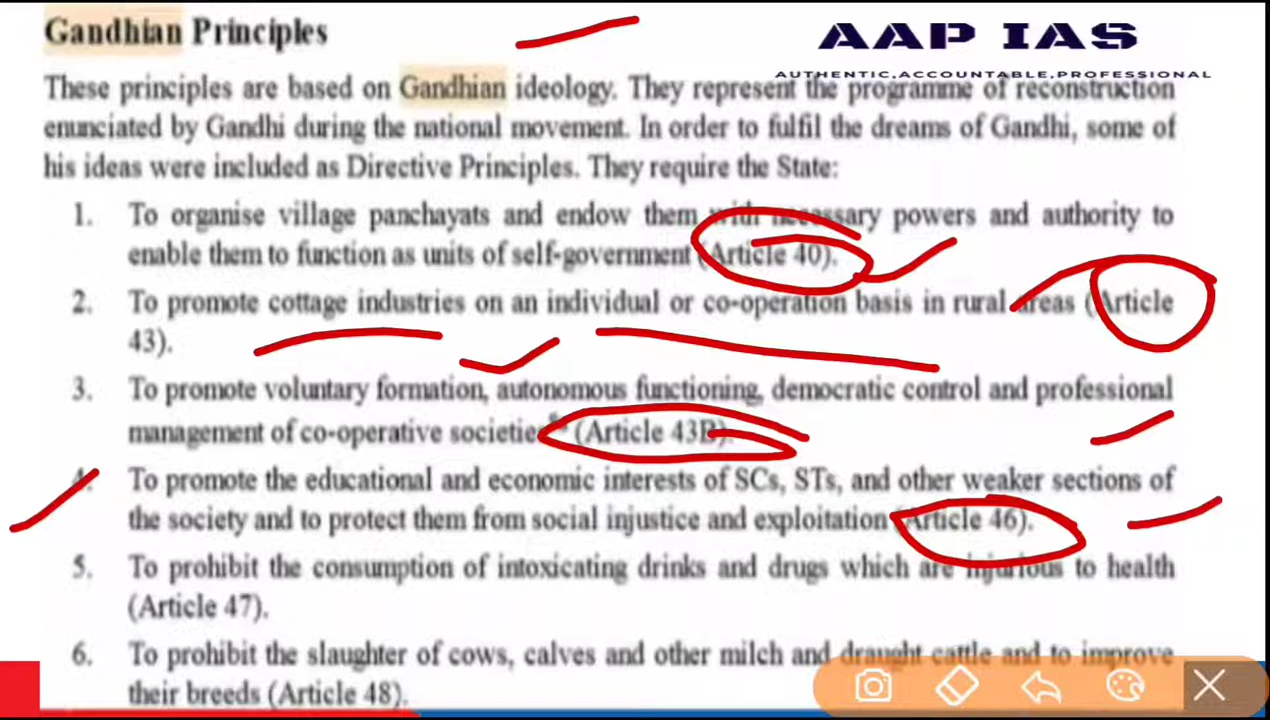 Gandhian Principles
AAP IAS
AUTHENTIC,ACCOUNTABLE,PROFESSIONAL
These principles are based on Gandhian ideology. They represent the programme of reconstruction
enunciated by Gandhi during the national movement. In order to fulfil the dreams of Gandhi, some of
his ideas were included as Directive Principles. They require the State:
1. To organise village panchayats and endow them with necessary powers and authority to
enable them to function as units of self-government (Article 40).
2. To promote cottage industries on an individual or co-operation basis in rural areas (Article
43).
3. To promote voluntary formation, autonomous functioning, democratic control and professional
management of co-operative societies (Article 43B).
4. To promote the educational and economic interests of SCs, STs, and other weaker sections of
the society and to protect them from social injustice and exploitation (Article 46).
5. To prohibit the consumption of intoxicating drinks and drugs which are injurious to health
(Article 47).
6. To prohibit the slaughter of cows, calves and other milch and draught cattle and to improve
their breeds (Article 48).